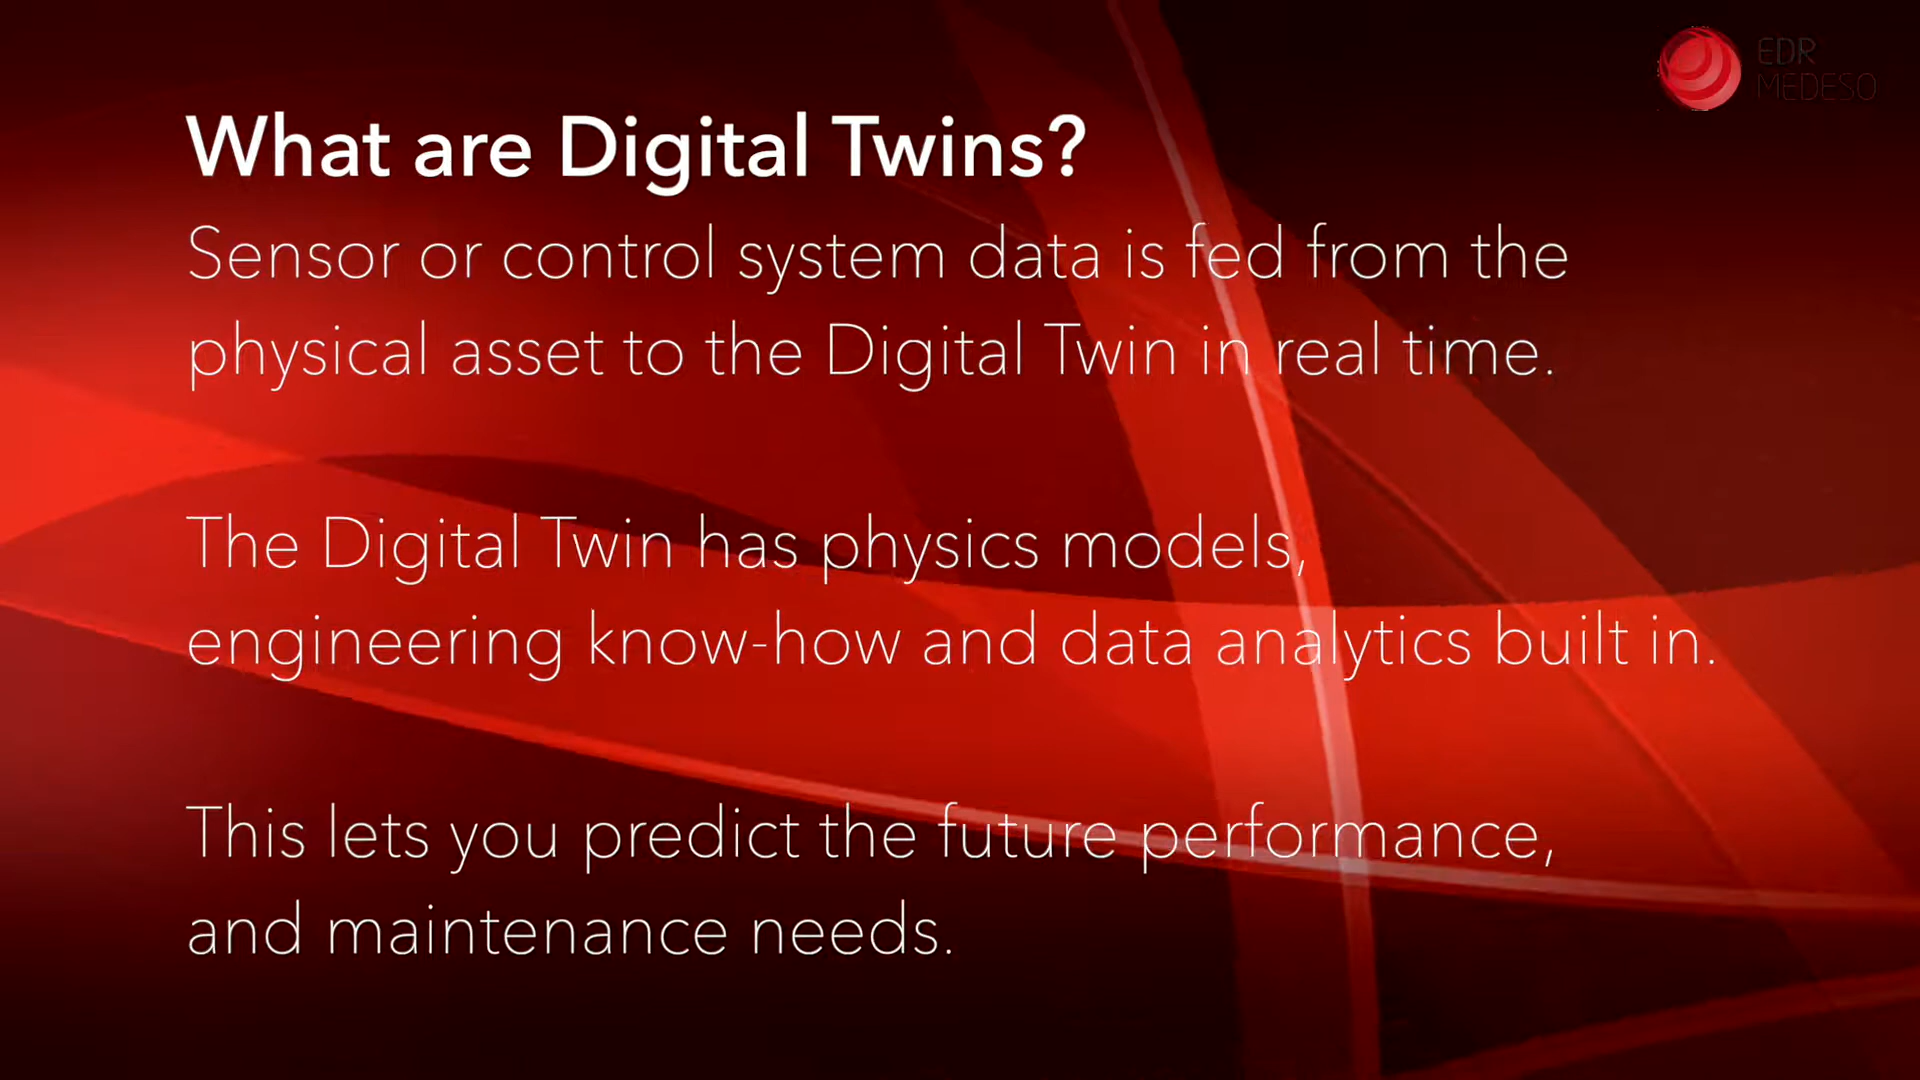 EDR
MEDESO
What are Digital Twins?
Sensor or control system data is fed from the
physical asset to the Digital Twin in real time.
The Digital Twin has physics models,
engineering know-how and data analytics built in.
This lets you predict the future performance,
and maintenance needs.